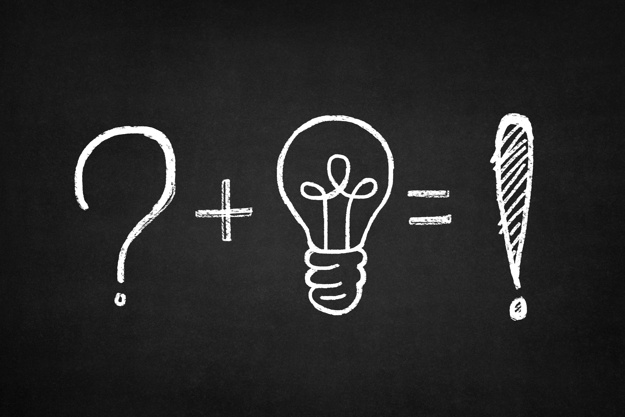 ? + = !